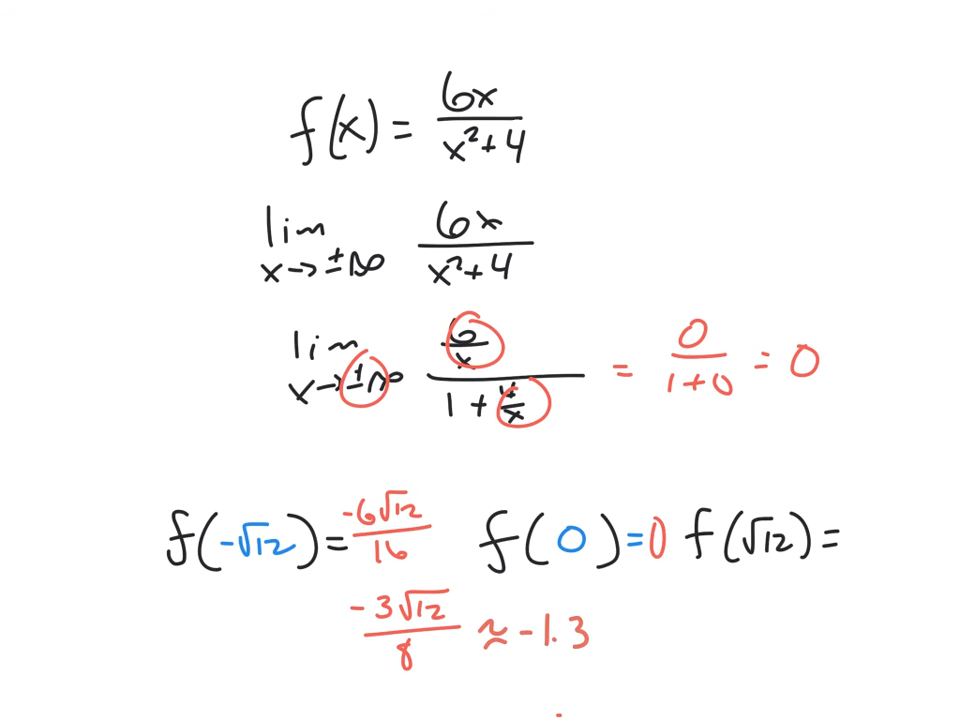 f(x) = 6x / (x² + 4)
lim x→±∞ 6x / (x² + 4)
lim x→±∞ (6/x) / (1 + 4/x) = 0 / (1 + 0) = 0
f(-√12) = -6√12 / 16 f(0) = 0 f(√12) =
-3√12 / 8 ≈ -1.3